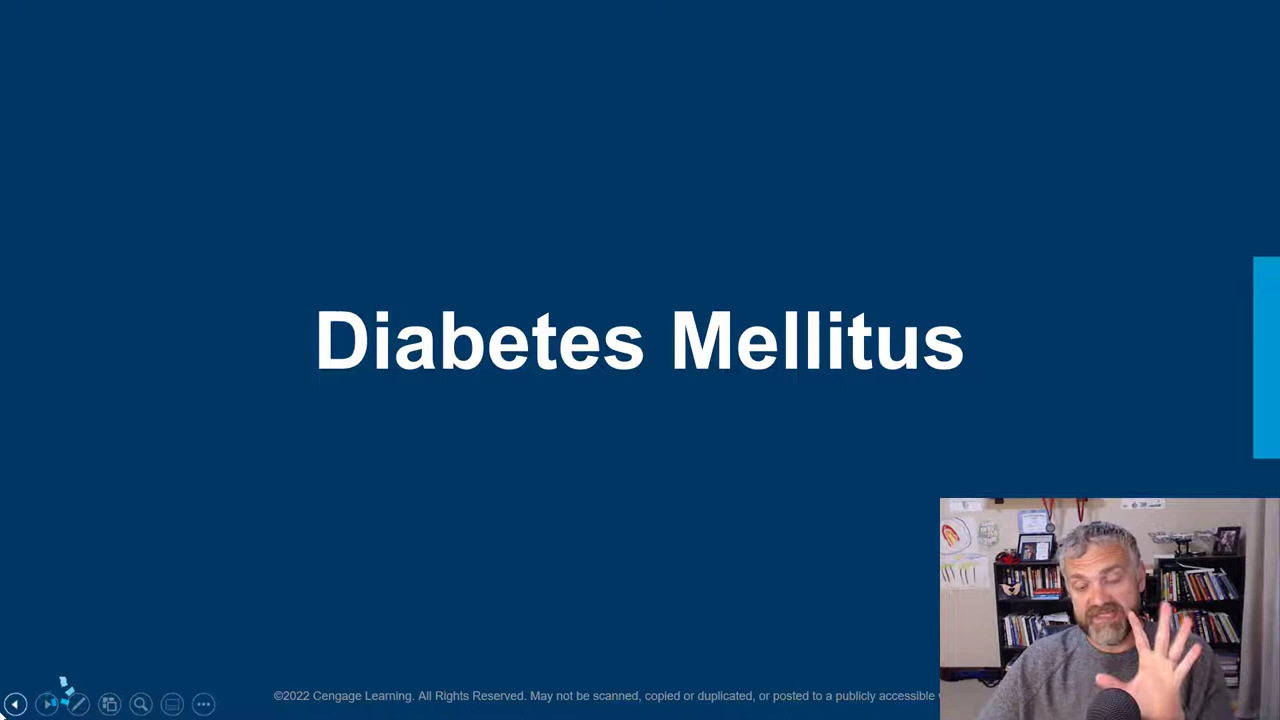 Diabetes Mellitus
©2022 Cengage Learning. All Rights Reserved. May not be scanned, copied or duplicated, or posted to a publicly accessible